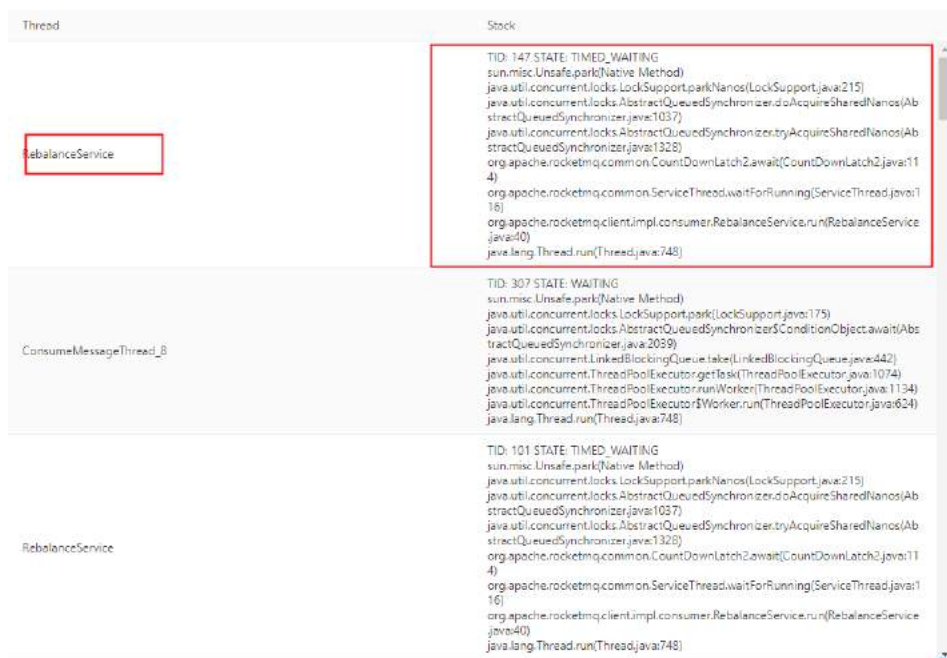 Thread
Stack
RebalanceService
TID: 147 STATE: TIMED_WAITING
sun.misc.Unsafe.park(Native Method)
java.util.concurrent.locks.LockSupport.parkNanos(LockSupport.java:215)
java.util.concurrent.locks.AbstractQueuedSynchronizer.doAcquireSharedNanos(Ab
stractQueuedSynchronizer.java:1037)
java.util.concurrent.locks.AbstractQueuedSynchronizer.tryAcquireSharedNanos(Ab
stractQueuedSynchronizer.java:1328)
org.apache.rocketmq.common.CountDownLatch2.await(CountDownLatch2.java:11
4)
org.apache.rocketmq.common.ServiceThread.waitForRunning(ServiceThread.java:1
16)
org.apache.rocketmq.client.impl.consumer.RebalanceService.run(RebalanceService
.java:40)
java.lang.Thread.run(Thread.java:748)
ConsumeMessageThread_8
TID: 307 STATE: WAITING
sun.misc.Unsafe.park(Native Method)
java.util.concurrent.locks.LockSupport.park(LockSupport.java:175)
java.util.concurrent.locks.AbstractQueuedSynchronizer$ConditionObject.await(Abs
tractQueuedSynchronizer.java:2039)
java.util.concurrent.LinkedBlockingQueue.take(LinkedBlockingQueue.java:442)
java.util.concurrent.ThreadPoolExecutor.getTask(ThreadPoolExecutor.java:1074)
java.util.concurrent.ThreadPoolExecutor.runWorker(ThreadPoolExecutor.java:1134)
java.util.concurrent.ThreadPoolExecutor$Worker.run(ThreadPoolExecutor.java:624)
java.lang.Thread.run(Thread.java:748)
RebalanceService
TID: 101 STATE: TIMED_WAITING
sun.misc.Unsafe.park(Native Method)
java.util.concurrent.locks.LockSupport.parkNanos(LockSupport.java:215)
java.util.concurrent.locks.AbstractQueuedSynchronizer.doAcquireSharedNanos(Ab
stractQueuedSynchronizer.java:1037)
java.util.concurrent.locks.AbstractQueuedSynchronizer.tryAcquireSharedNanos(Ab
stractQueuedSynchronizer.java:1328)
org.apache.rocketmq.common.CountDownLatch2.await(CountDownLatch2.java:11
4)
org.apache.rocketmq.common.ServiceThread.waitForRunning(ServiceThread.java:1
16)
org.apache.rocketmq.client.impl.consumer.RebalanceService.run(RebalanceService
.java:40)
java.lang.Thread.run(Thread.java:748)